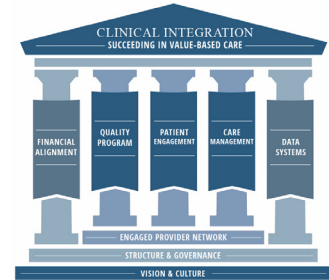 CLINICAL INTEGRATION
SUCCEEDING IN VALUE-BASED CARE
FINANCIAL
ALIGNMENT
QUALITY
PROGRAM
PATIENT
ENGAGEMENT
CARE
MANAGEMENT
DATA
SYSTEMS
ENGAGED PROVIDER NETWORK
STRUCTURE & GOVERNANCE
VISION & CULTURE